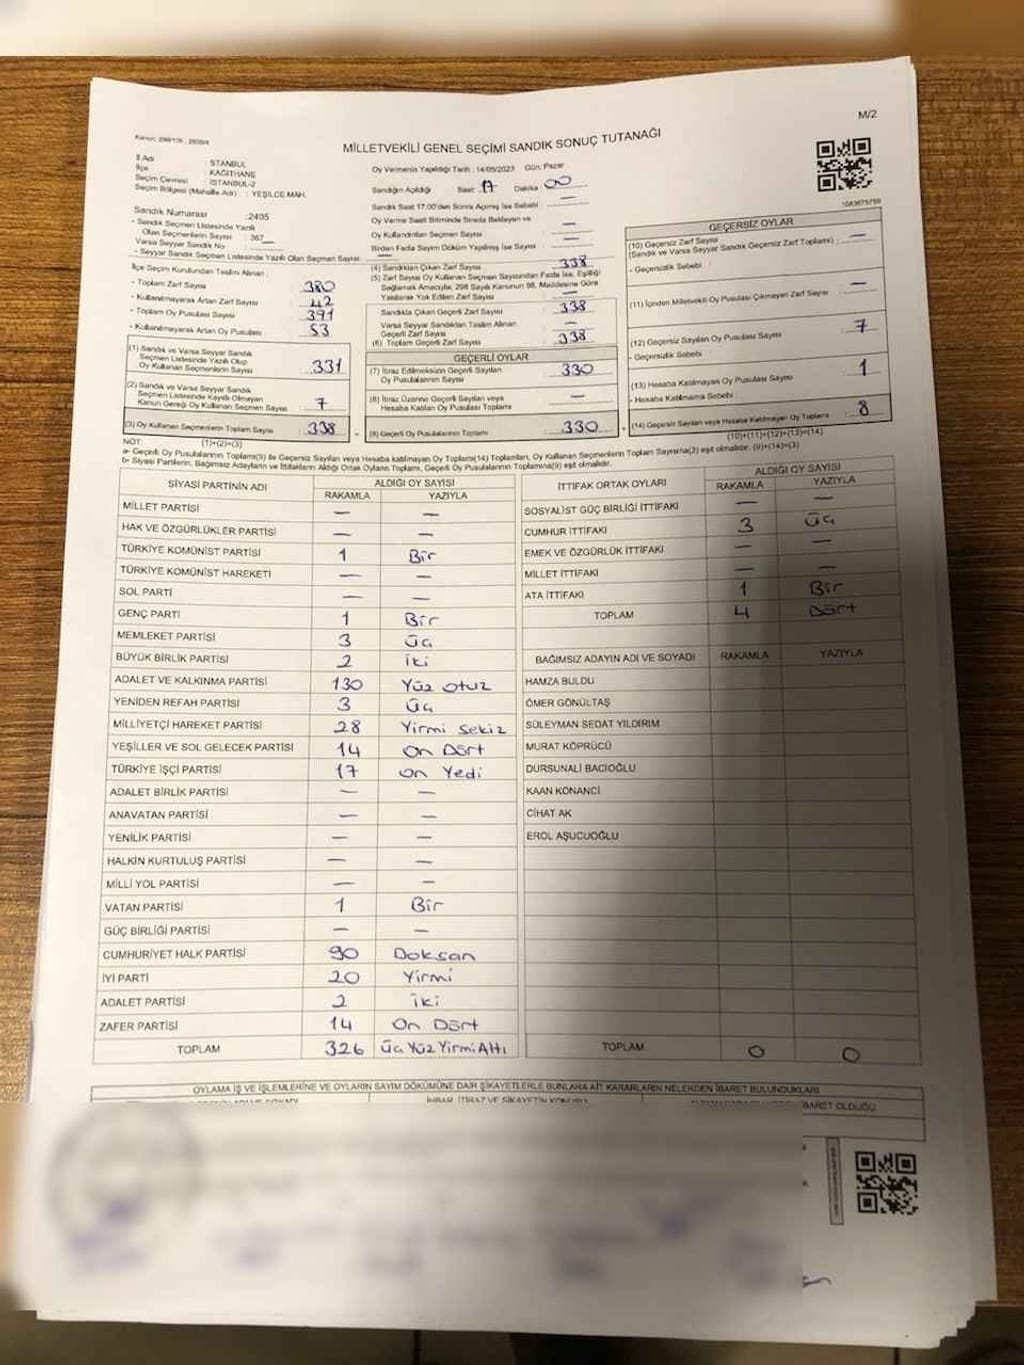 M/2
MİLLETVEKİLİ GENEL SEÇİMİ SANDIK SONUÇ TUTANAĞI
İl Adı : İSTANBUL
İlçe : KAĞITHANE
Seçim Çevresi : İSTANBUL-2
Seçim Bölgesi (Mahalle Adı) : YEŞİLCE MAH.
Oy Vermenin Yapıldığı Tarih : 14/05/2023 Gün: Pazar
Sandığın Açıldığı Saat: 17 Dakika 00
Sandık Saat 17.00'den Sonra Açılmış İse Sebebi : —
Oy Verme Saati Bitiminde Sırada Bekleyen ve
Oy Kullandırılan Seçmen Sayısı : —
Birden Fazla Sayım Döküm Yapılmış İse Sayısı : —
Sandık Numarası : 2405
- Sandık Seçmen Listesinde Yazılı
Olan Seçmenlerin Sayısı : 367
Varsa Seyyar Sandık No : —
- Seyyar Sandık Seçmen Listesinde Yazılı Olan Seçmen Sayısı: —
İlçe Seçim Kurulundan Teslim Alınan :
- Toplam Zarf Sayısı : 380
- Kullanılmayarak Artan Zarf Sayısı : 42
- Toplam Oy Pusulası Sayısı : 391
- Kullanılmayarak Artan Oy Pusulası : 53
(1) Sandık ve Varsa Seyyar Sandık
Seçmen Listesinde Yazılı Olup
Oy Kullanan Seçmenlerin Sayısı : 331
(2) Sandık ve Varsa Seyyar Sandık
Seçmen Listesinde Kayıtlı Olmayan
Kanun Gereği Oy Kullanan Seçmen Sayısı : 7
(3) Oy Kullanan Seçmenlerin Toplam Sayısı : 338
(1)+(2)=(3)
(4) Sandıktan Çıkan Zarf Sayısı : 338
(5) Zarf Sayısı Oy Kullanan Seçmen Sayısından Fazla İse, Eşitliği
Sağlamak Amacıyla, 298 Sayılı Kanunun 98. Maddesine Göre
Yakılarak Yok Edilen Zarf Sayısı : —
Sandıkta Çıkan Geçerli Zarf Sayısı : 338
Varsa Seyyar Sandıktan Teslim Alınan
Geçerli Zarf Sayısı : —
(6) Toplam Geçerli Zarf Sayısı : 338
GEÇERLİ OYLAR
(7) İtiraz Edilmeksizin Geçerli Sayılan
Oy Pusulalarının Sayısı : 330
(8) İtiraz Üzerine Geçerli Sayılan veya
Hesaba Katılan Oy Pusulası Toplamı : —
(9) Geçerli Oy Pusulalarının Toplamı : 330
GEÇERSİZ OYLAR
(10) Geçersiz Zarf Sayısı : —
(Sandık ve Varsa Seyyar Sandık Geçersiz Zarf Toplamı)
- Geçersizlik Sebebi :
(11) İçinden Milletvekili Oy Pusulası Çıkmayan Zarf Sayısı : —
(12) Geçersiz Sayılan Oy Pusulası Sayısı : 7
- Geçersizlik Sebebi :
(13) Hesaba Katılmayan Oy Pusulası Sayısı : 1
- Hesaba Katılmama Sebebi :
(14) Geçersiz Sayılan veya Hesaba Katılmayan Oy Toplamı : 8
(10)+(11)+(12)+(13)=(14)
NOT:
a- Geçerli Oy Pusulalarının Toplamı(9) ile Geçersiz Sayılan veya Hesaba katılmayan Oy Toplamı(14) Toplamları, Oy Kullanan Seçmenlerin Toplam Sayısına(3) eşit olmalıdır. (9)+(14)=(3)
b- Siyasi Partilerin, Bağımsız Adayların ve İttifakların Aldığı Ortak Oyların Toplamı, Geçerli Oy Pusulalarının Toplamına(9) eşit olmalıdır.
SİYASİ PARTİNİN ADI ALDIĞI OY SAYISI
RAKAMLA YAZIYLA
MİLLET PARTİSİ — —
HAK VE ÖZGÜRLÜKLER PARTİSİ — —
TÜRKİYE KOMÜNİST PARTİSİ 1 Bir
TÜRKİYE KOMÜNİST HAREKETİ — —
SOL PARTİ — —
GENÇ PARTİ 1 Bir
MEMLEKET PARTİSİ 3 üç
BÜYÜK BİRLİK PARTİSİ 2 iki
ADALET VE KALKINMA PARTİSİ 130 Yüz otuz
YENİDEN REFAH PARTİSİ 3 üç
MİLLİYETÇİ HAREKET PARTİSİ 28 Yirmi sekiz
YEŞİLLER VE SOL GELECEK PARTİSİ 14 On Dört
TÜRKİYE İŞÇİ PARTİSİ 17 on Yedi
ADALET BİRLİK PARTİSİ — —
ANAVATAN PARTİSİ — —
YENİLİK PARTİSİ — —
HALKIN KURTULUŞ PARTİSİ — —
MİLLİ YOL PARTİSİ — —
VATAN PARTİSİ 1 Bir
GÜÇ BİRLİĞİ PARTİSİ — —
CUMHURİYET HALK PARTİSİ 90 Doksan
İYİ PARTİ 20 Yirmi
ADALET PARTİSİ 2 iki
ZAFER PARTİSİ 14 On Dört
TOPLAM 326 üç Yüz Yirmi Altı
İTTİFAK ORTAK OYLARI ALDIĞI OY SAYISI
RAKAMLA YAZIYLA
SOSYALİST GÜÇ BİRLİĞİ İTTİFAKI — —
CUMHUR İTTİFAKI 3 üç
EMEK VE ÖZGÜRLÜK İTTİFAKI — —
MİLLET İTTİFAKI — —
ATA İTTİFAKI 1 Bir
TOPLAM 4 Dört
BAĞIMSIZ ADAYIN ADI VE SOYADI RAKAMLA YAZIYLA
HAMZA BULDU
ÖMER GÖNÜLTAŞ
SÜLEYMAN SEDAT YILDIRIM
MURAT KÖPRÜCÜ
DURSUNALİ BACIOĞLU
KAAN KONANCİ
CİHAT AK
EROL AŞUCUOĞLU
TOPLAM 0 0
OYLAMA İŞ VE İŞLEMLERİNE VE OYLARIN SAYIM DÖKÜMÜNE DAİR ŞİKAYETLERLE BUNLARA AİT KARARLARIN NELERDEN İBARET BULUNDUKLARI
İHBAR, İTİRAZ VE ŞİKAYETİN KONUSU
İBARET OLDUĞU